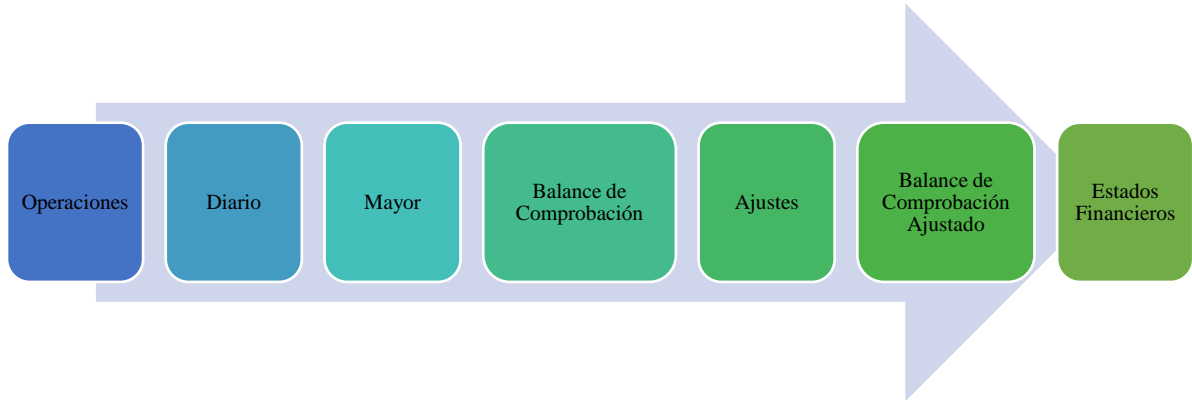 Operaciones
Diario
Mayor
Balance de
Comprobación
Ajustes
Balance de
Comprobación
Ajustado
Estados
Financieros